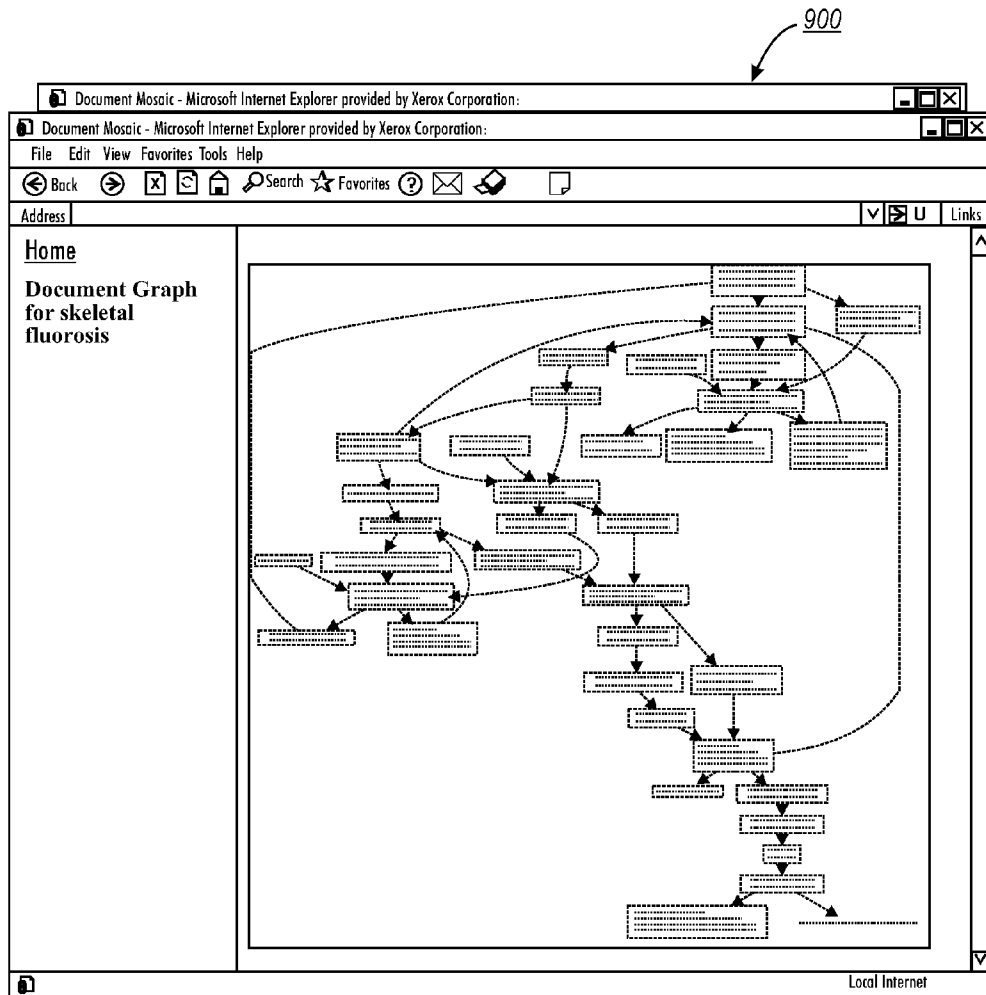 900
Document Mosaic - Microsoft Internet Explorer provided by Xerox Corporation:
Document Mosaic - Microsoft Internet Explorer provided by Xerox Corporation:
File Edit View Favorites Tools Help
Back Search Favorites
Address U Links
Home
Document Graph
for skeletal
fluorosis
Local Internet